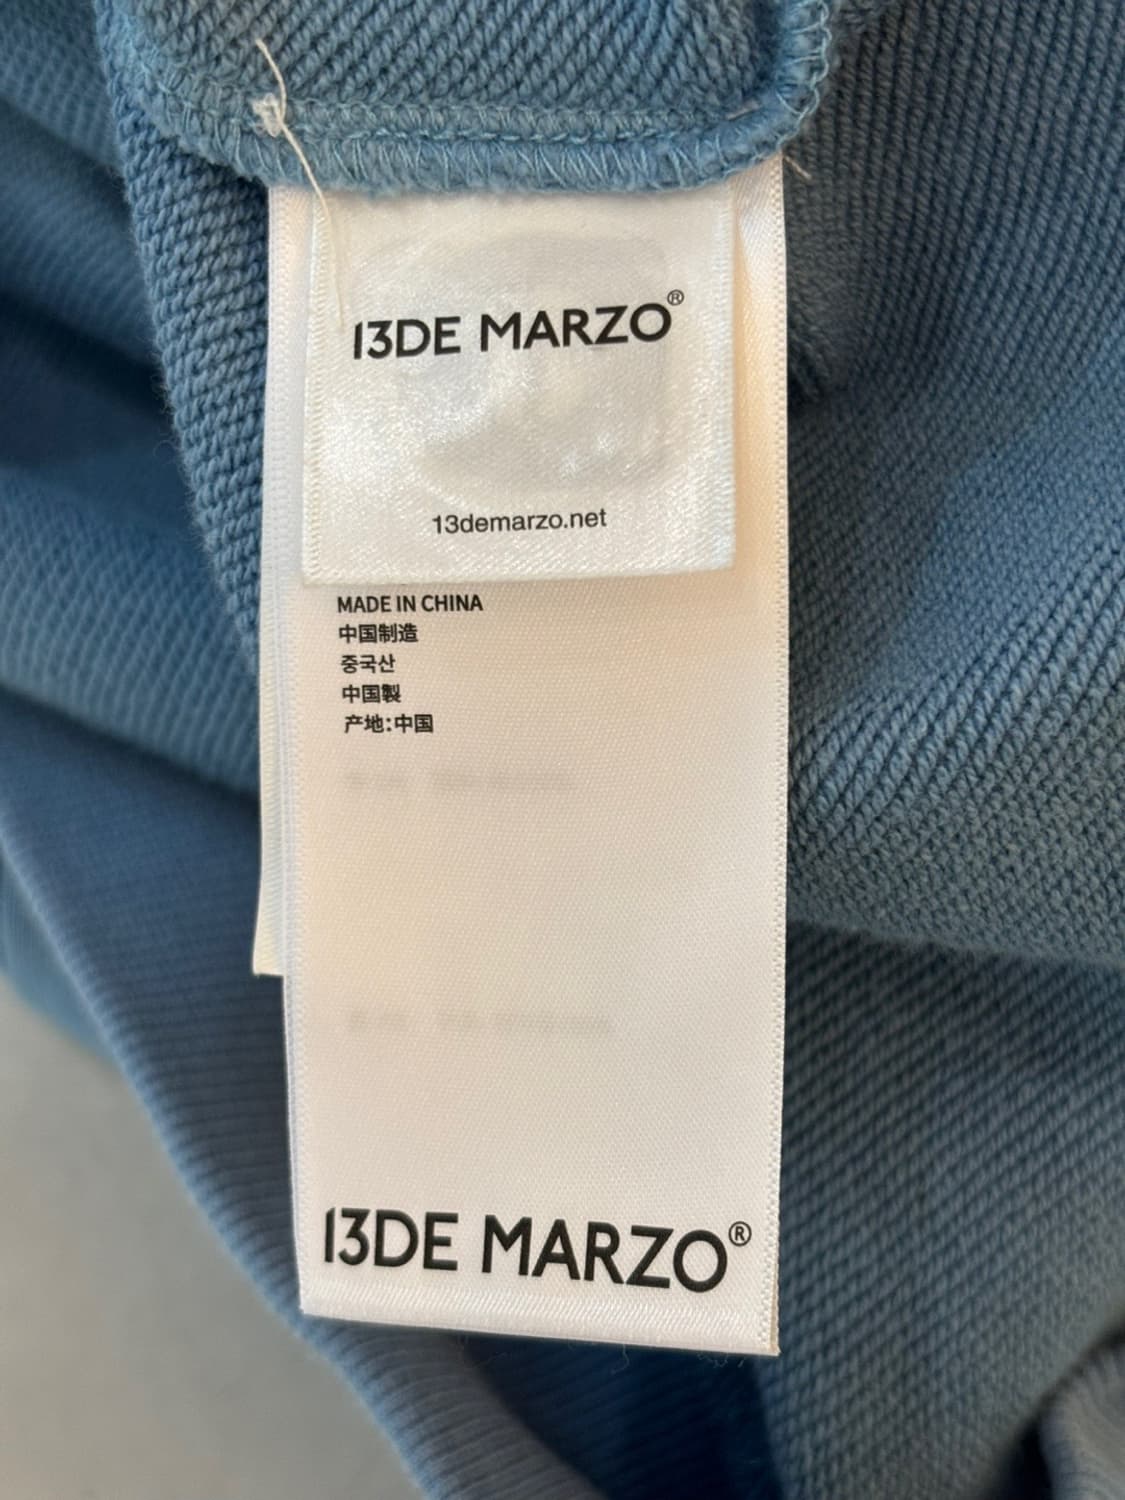 13DE MARZO®
13demarzo.net
MADE IN CHINA
中国制造
중국산
中国製
产地:中国
13DE MARZO®